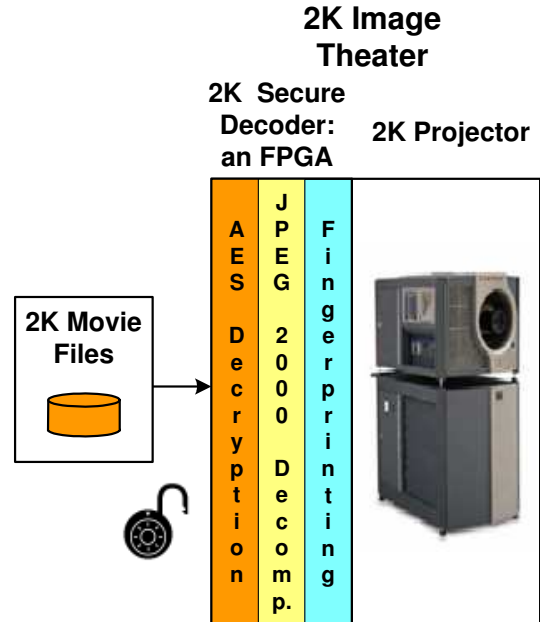 2K Image
Theater
2K Secure
Decoder:
an FPGA
2K Projector
2K Movie
Files
AES Decryption
JPEG 2000 Decomp.
Fingerprinting